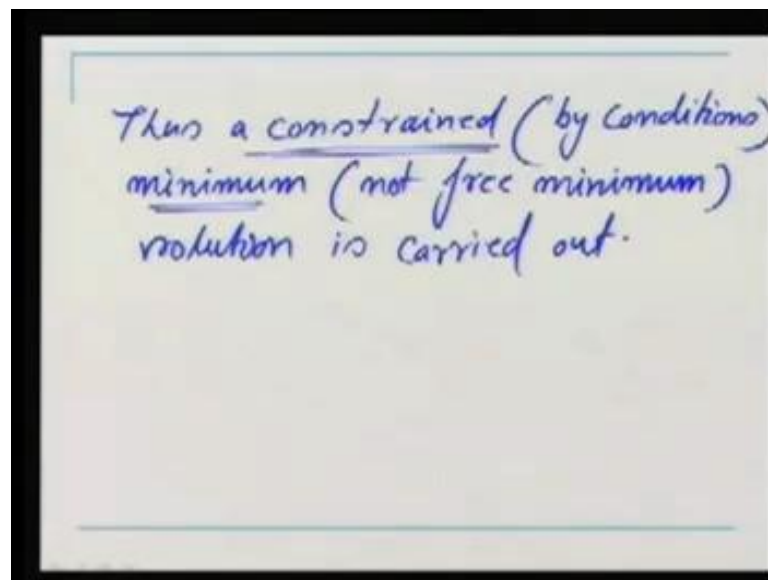 Thus a constrained (by conditions)
minimum (not free minimum)
solution is carried out.